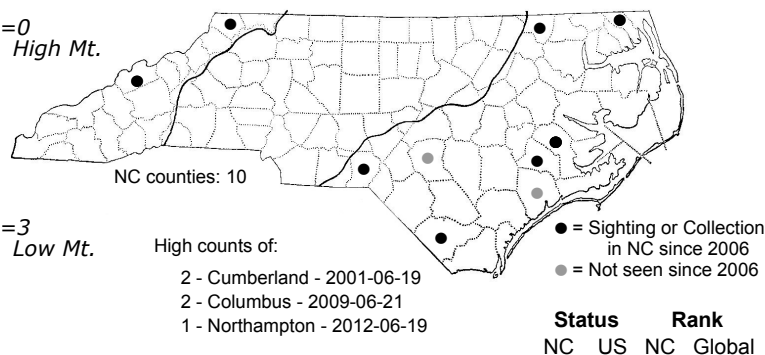 =0
High Mt.
NC counties: 10
=3
Low Mt.
High counts of:
2 - Cumberland - 2001-06-19
2 - Columbus - 2009-06-21
1 - Northampton - 2012-06-19
= Sighting or Collection
in NC since 2006
= Not seen since 2006
Status Rank
NC US NC Global